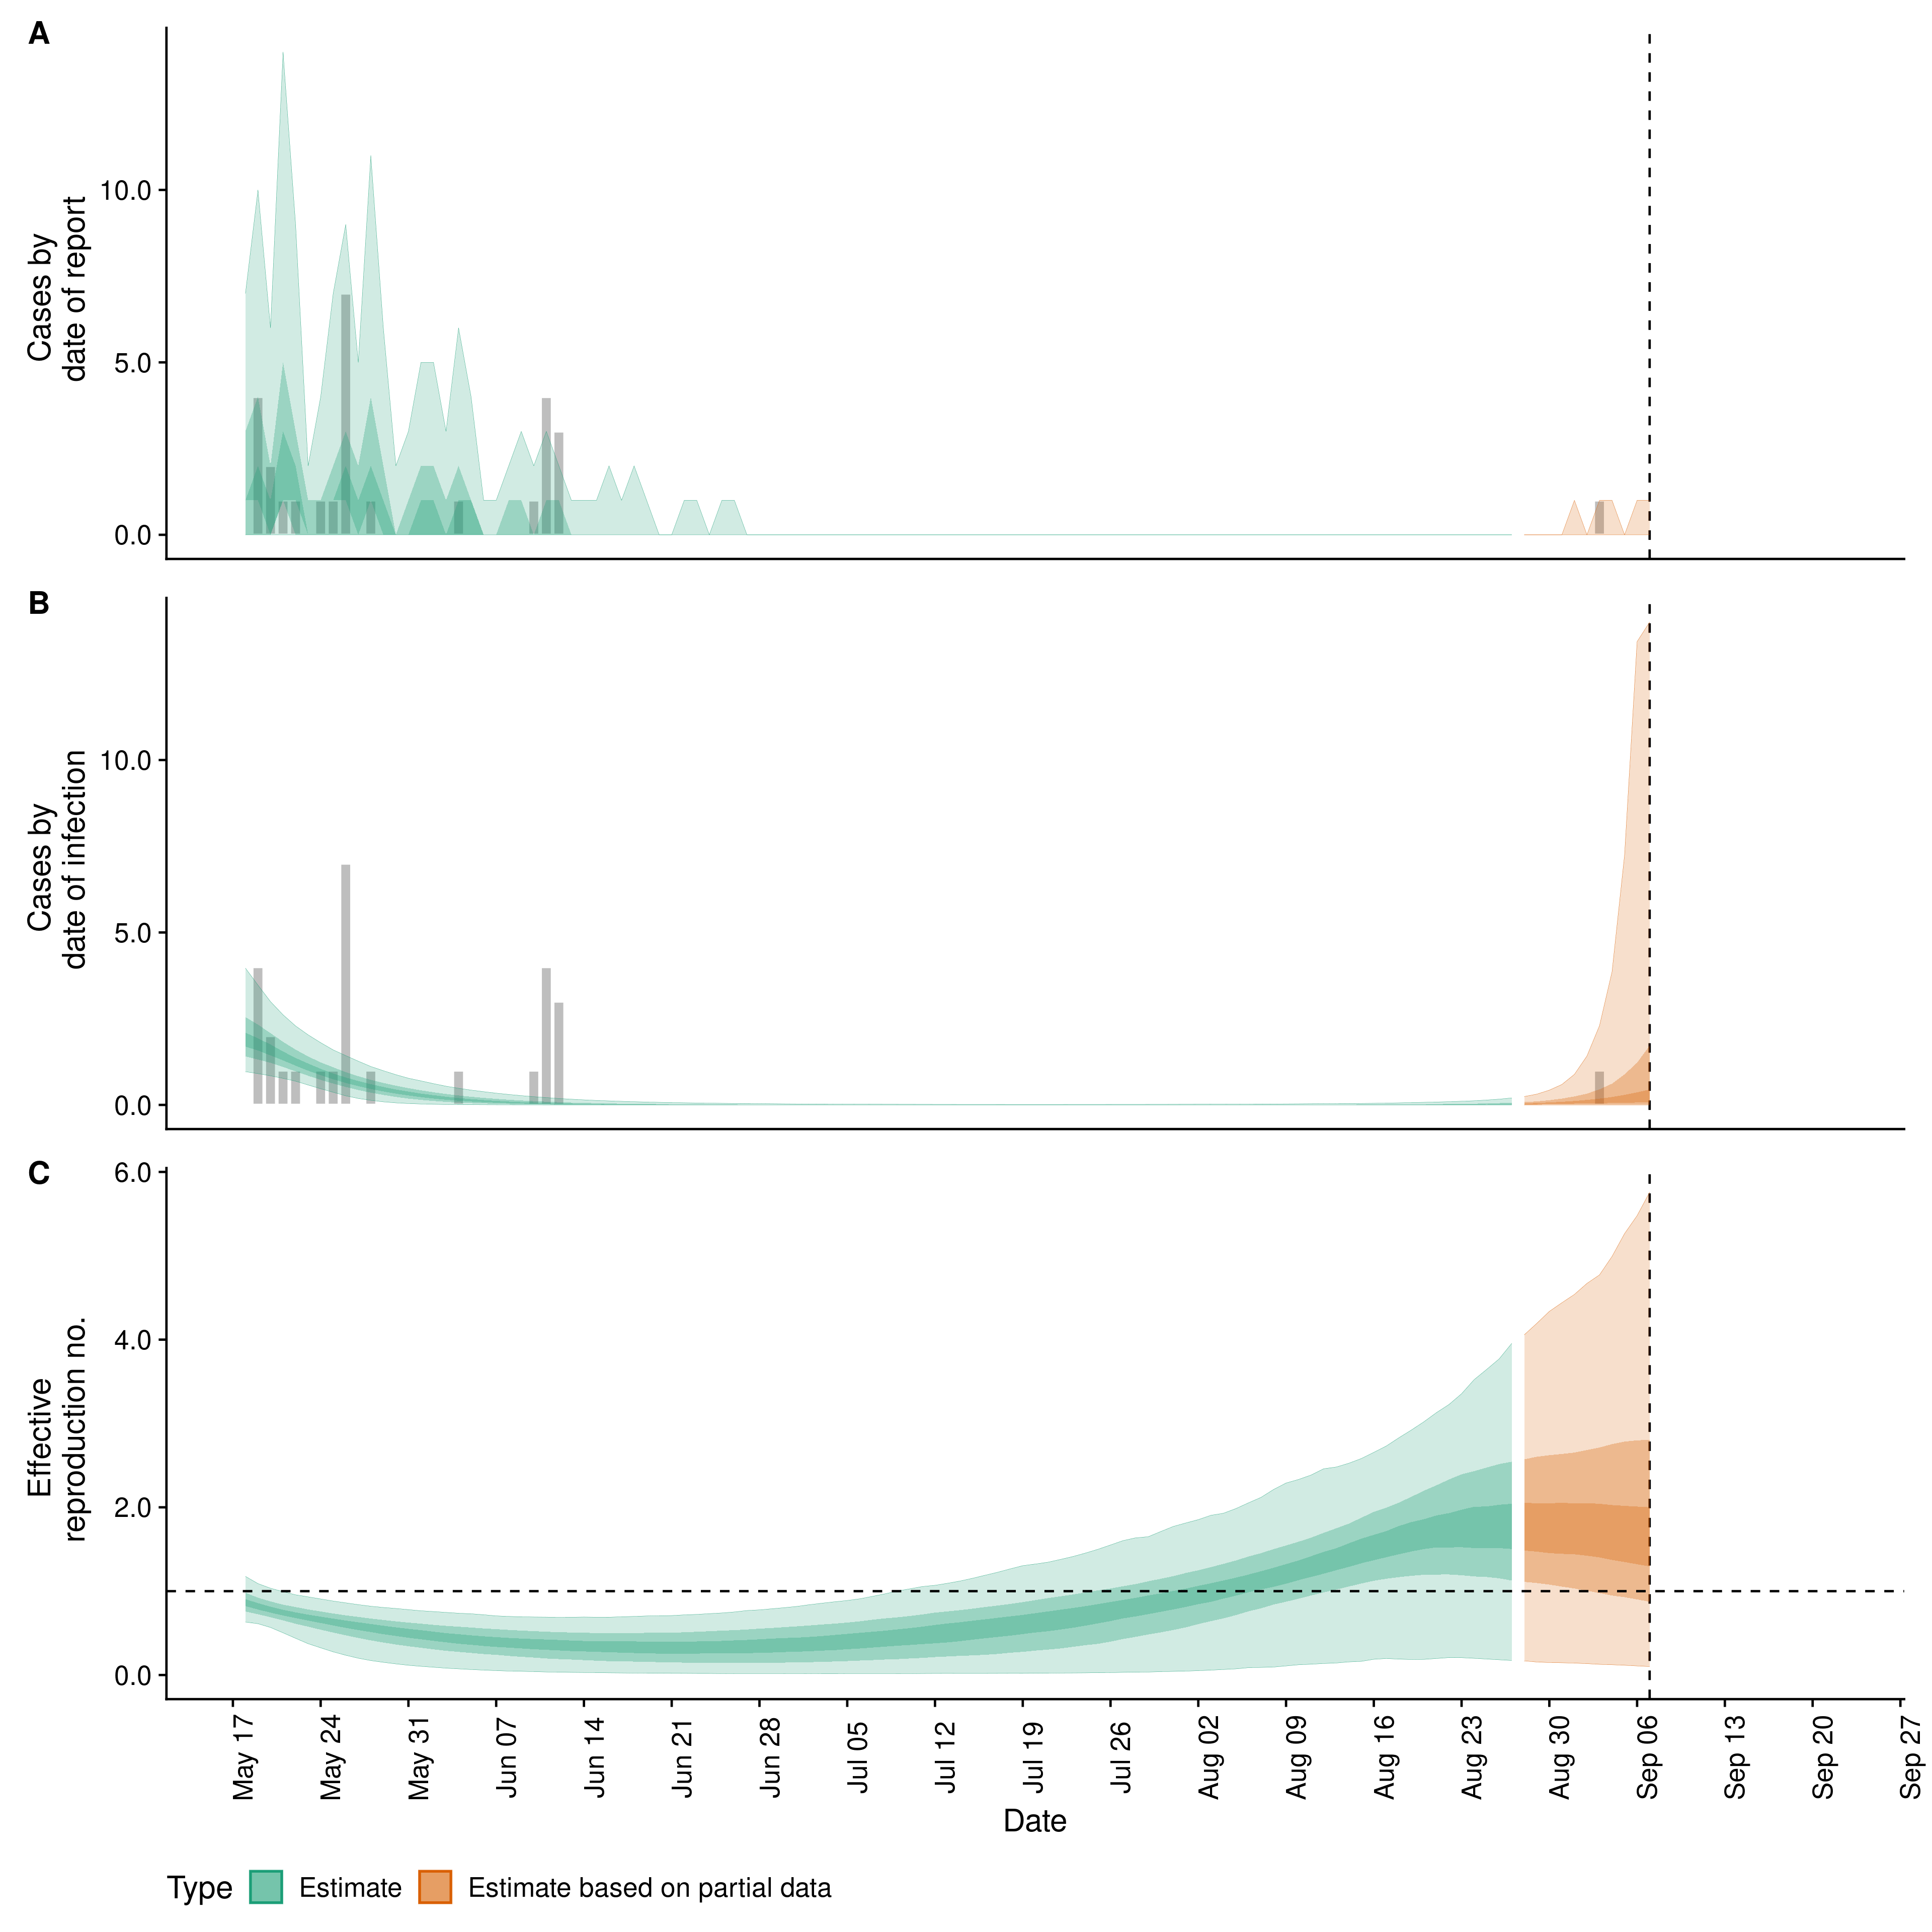 A
Cases by
date of report
10.0
5.0
0.0
B
Cases by
date of infection
10.0
5.0
0.0
C
Effective
reproduction no.
6.0
4.0
2.0
0.0
May 17
May 24
May 31
Jun 07
Jun 14
Jun 21
Jun 28
Jul 05
Jul 12
Jul 19
Jul 26
Aug 02
Aug 09
Aug 16
Aug 23
Aug 30
Sep 06
Sep 13
Sep 20
Sep 27
Date
Type Estimate Estimate based on partial data